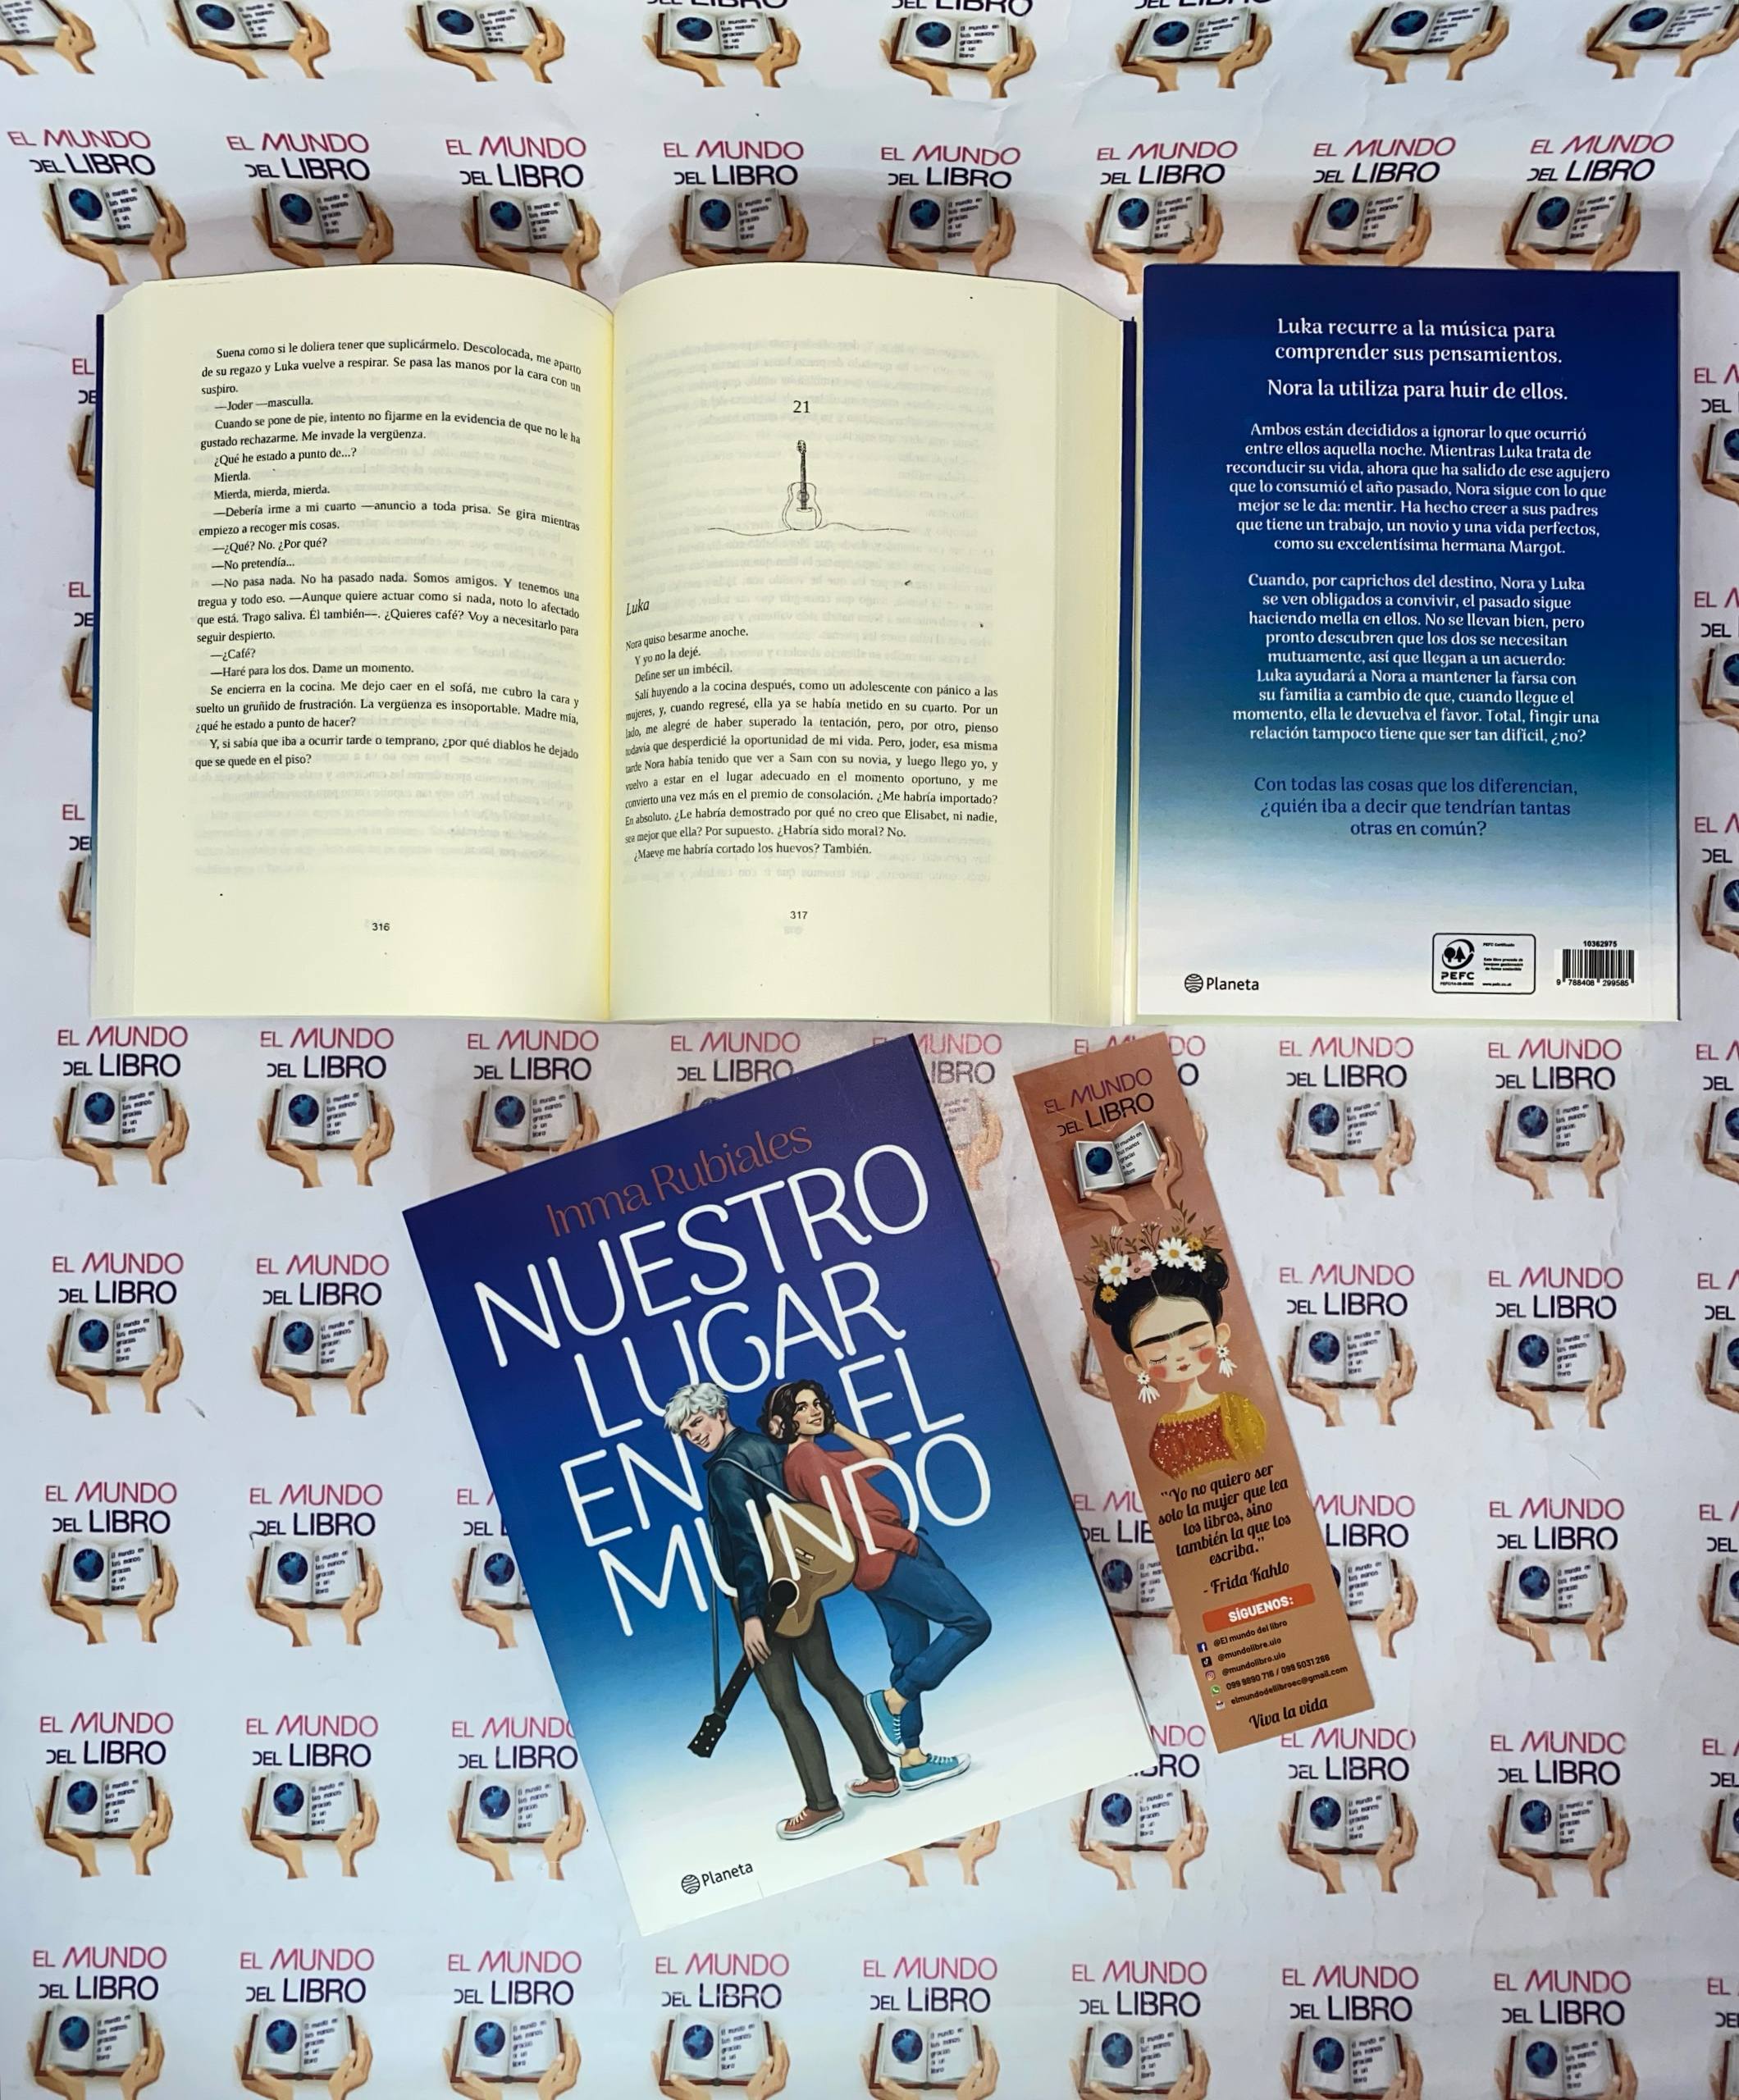 EL MUNDO
DEL LIBRO
Suena como si le doliera tener que suplicármelo. Descolocada, me aparto
de su regazo y Luka vuelve a respirar. Se pasa las manos por la cara con un
suspiro.
—Joder —masculla.
Cuando se pone de pie, intento no fijarme en la evidencia de que no le ha
gustado rechazarme. Me invade la vergüenza.
¿Qué he estado a punto de...?
Mierda.
Mierda, mierda, mierda.
—Debería irme a mi cuarto —anuncio a toda prisa. Se gira mientras
empiezo a recoger mis cosas.
—¿Qué? No. ¿Por qué?
—No pretendía...
—No pasa nada. No ha pasado nada. Somos amigos. Y tenemos una
tregua y todo eso. —Aunque quiere actuar como si nada, noto lo afectado
que está. Trago saliva. Él también—. ¿Quieres café? Voy a necesitarlo para
seguir despierto.
—¿Café?
—Haré para los dos. Dame un momento.
Se encierra en la cocina. Me dejo caer en el sofá, me cubro la cara y
suelto un gruñido de frustración. La vergüenza es insoportable. Madre mía,
¿qué he estado a punto de hacer?
Y, si sabía que iba a ocurrir tarde o temprano, ¿por qué diablos he dejado
que se quede en el piso?
316
21
Luka
Nora quiso besarme anoche.
Y yo no la dejé.
Define ser un imbécil.
Salí huyendo a la cocina después, como un adolescente con pánico a las
mujeres, y, cuando regresé, ella ya se había metido en su cuarto. Por un
lado, me alegré de haber superado la tentación, pero, por otro, pienso
todavía que desperdicié la oportunidad de mi vida. Pero, joder, esa misma
tarde Nora había tenido que ver a Sam con su novia, y luego llego yo, y
vuelvo a estar en el lugar adecuado en el momento oportuno, y me
convierto una vez más en el premio de consolación. ¿Me habría importado?
En absoluto. ¿Le habría demostrado por qué no creo que Elisabet, ni nadie,
sea mejor que ella? Por supuesto. ¿Habría sido moral? No.
¿Maeve me habría cortado los huevos? También.
317
Luka recurre a la música para
comprender sus pensamientos.
Nora la utiliza para huir de ellos.
Ambos están decididos a ignorar lo que ocurrió
entre ellos aquella noche. Mientras Luka trata de
reconducir su vida, ahora que ha salido de ese agujero
que lo consumió el año pasado, Nora sigue con lo que
mejor se le da: mentir. Ha hecho creer a sus padres
que tiene un trabajo, un novio y una vida perfectos,
como su excelentísima hermana Margot.
Cuando, por caprichos del destino, Nora y Luka
se ven obligados a convivir, el pasado sigue
haciendo mella en ellos. No se llevan bien, pero
pronto descubren que los dos se necesitan
mutuamente, así que llegan a un acuerdo:
Luka ayudará a Nora a mantener la farsa con
su familia a cambio de que, cuando llegue el
momento, ella le devuelva el favor. Total, fingir una
relación tampoco tiene que ser tan difícil, ¿no?
Con todas las cosas que los diferencian,
¿quién iba a decir que tendrían tantas
otras en común?
Planeta
PEFC
10362975
9 788408 299585
Inma Rubiales
NUESTRO
LUGAR
EN EL
MUNDO
Planeta
EL MUNDO
DEL LIBRO
El mundo en
tus manos
gracias
a un
libro
"Yo no quiero ser
solo la mujer que lea
los libros, sino
también la que los
escriba."
- Frida Kahlo
SÍGUENOS:
@El mundo del libro
@mundolibro.uio
@mundolibro.uio
099 9890 718 / 099 5031 266
elmundodellibroec@gmail.com
Viva la vida